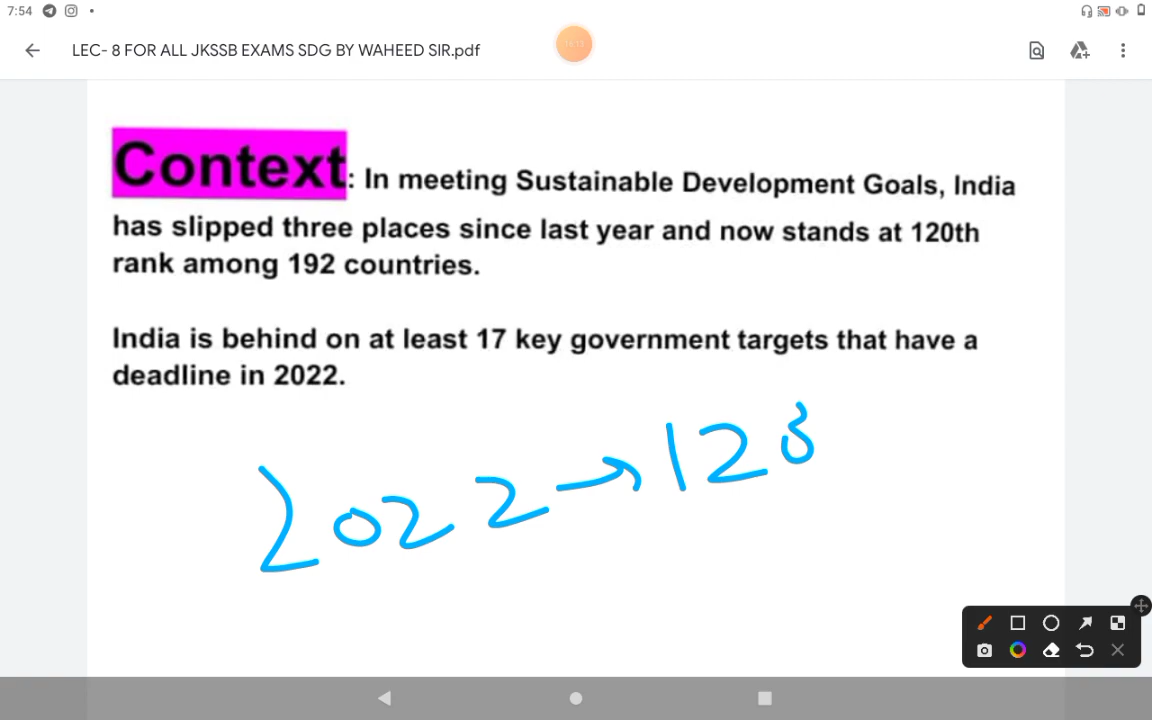 7:54
LEC- 8 FOR ALL JKSSB EXAMS SDG BY WAHEED SIR.pdf
Context: In meeting Sustainable Development Goals, India
has slipped three places since last year and now stands at 120th
rank among 192 countries.
India is behind on at least 17 key government targets that have a
deadline in 2022.
2022→12